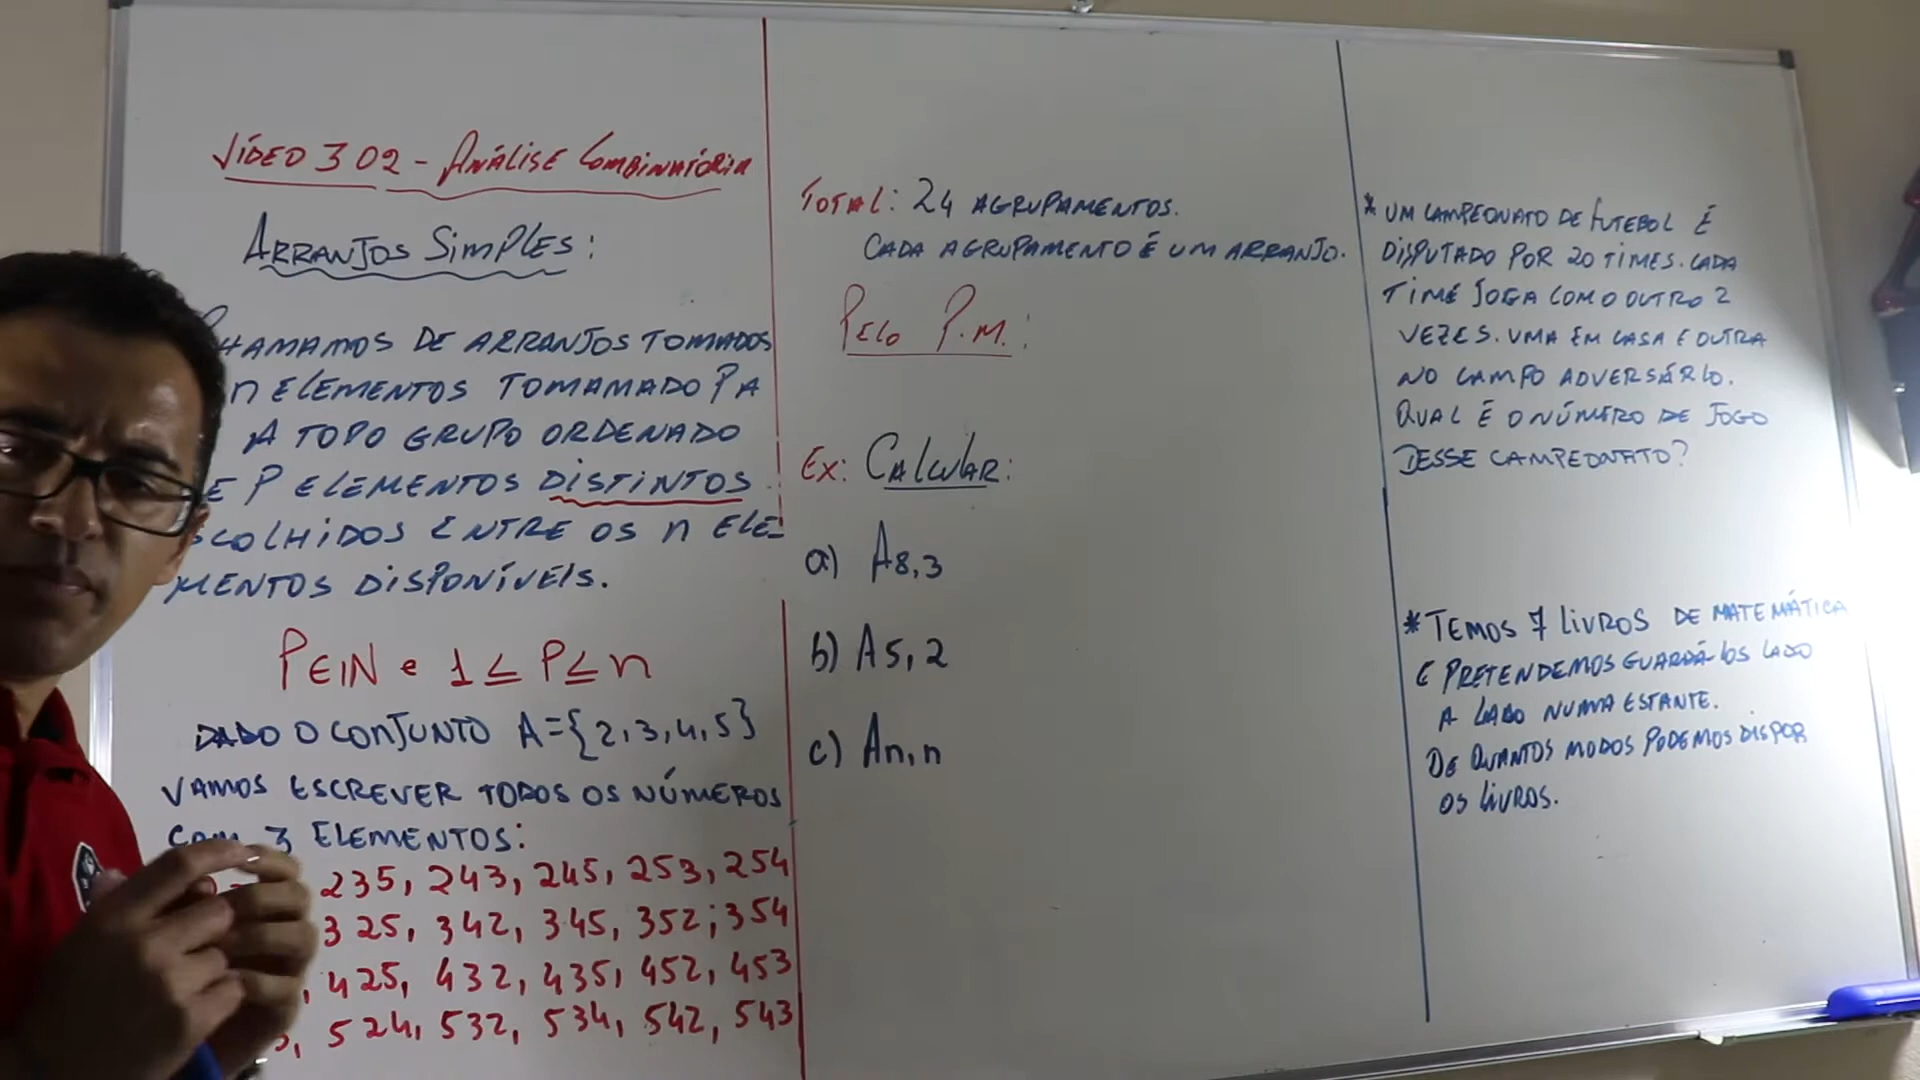 VÍDEO 302 - ANÁLISE COMBINATÓRIA
ARRANJOS SIMPLES:
HAMAMOS DE ARRANJOS TOMADOS
n ELEMENTOS TOMAMADO P A
A TODO GRUPO ORDENADO
E P ELEMENTOS DISTINTOS
SCOLHIDOS ENTRE OS n ELE-
MENTOS DISPONÍVEIS.
P∈IN e 1 ≤ P ≤ n
DADO O CONJUNTO A={2,3,4,5}
VAMOS ESCREVER TODOS OS NÚMEROS
COM 3 ELEMENTOS:
235, 243, 245, 253, 254
325, 342, 345, 352; 354
, 425, 432, 435, 452, 453
, 524, 532, 534, 542, 543
TOTAL: 24 AGRUPAMENTOS.
CADA AGRUPAMENTO É UM ARRANJO.
PELO P.M.:
EX: CALCULAR:
a) A8,3
b) A5,2
c) An,n
* UM CAMPEONATO DE FUTEBOL É
DISPUTADO POR 20 TIMES. CADA
TIME JOGA COM O OUTRO 2
VEZES. UMA EM CASA E OUTRA
NO CAMPO ADVERSÁRIO.
QUAL É O NÚMERO DE JOGO
DESSE CAMPEONATO?
* TEMOS 7 LIVROS DE MATEMÁTICA
E PRETENDEMOS GUARDÁ-LOS LADO
A LADO NUMA ESTANTE.
DE QUANTOS MODOS PODEMOS DISPOR
OS LIVROS.